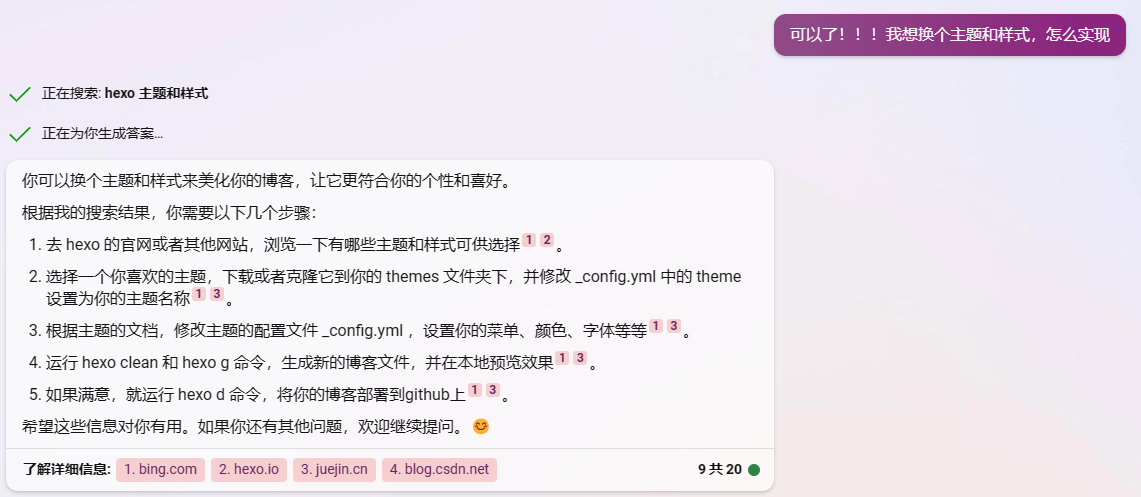 可以了！！！我想换个主题和样式，怎么实现
正在搜索: hexo 主题和样式
正在为你生成答案...
你可以换个主题和样式来美化你的博客，让它更符合你的个性和喜好。
根据我的搜索结果，你需要以下几个步骤：
1. 去 hexo 的官网或者其他网站，浏览一下有哪些主题和样式可供选择1 2 。
2. 选择一个你喜欢的主题，下载或者克隆它到你的 themes 文件夹下，并修改 _config.yml 中的 theme
设置为你的主题名称1 3 。
3. 根据主题的文档，修改主题的配置文件 _config.yml ，设置你的菜单、颜色、字体等等1 3 。
4. 运行 hexo clean 和 hexo g 命令，生成新的博客文件，并在本地预览效果1 3 。
5. 如果满意，就运行 hexo d 命令，将你的博客部署到github上1 3 。
希望这些信息对你有用。如果你还有其他问题，欢迎继续提问。😊
了解详细信息: 1. bing.com 2. hexo.io 3. juejin.cn 4. blog.csdn.net 9 共 20